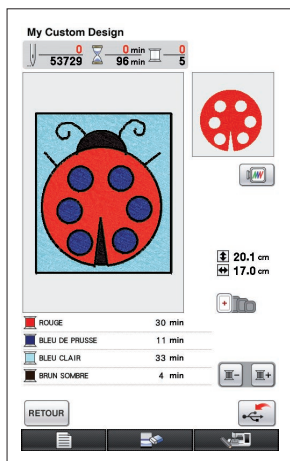 My Custom Design
0 0 min 0
53729 96 min 5
20.1 cm
17.0 cm
ROUGE 30 min
BLEU DE PRUSSE 11 min
BLEU CLAIR 33 min
BRUN SOMBRE 4 min
RETOUR